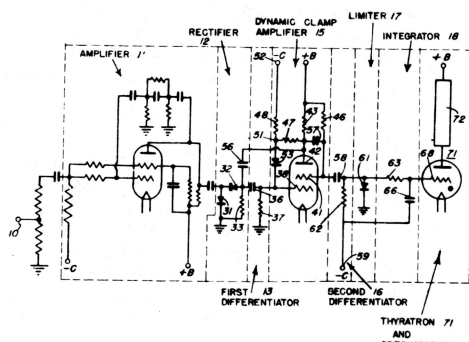 DYNAMIC CLAMP
AMPLIFIER 15
LIMITER 17
RECTIFIER
12
INTEGRATOR 18
AMPLIFIER 1'
52
-C
+B
+B
48
43
46
72
51
47
57
42
56
53
71
32
58
61
63
68
38
36
41
31
33
37
62
66
10
59
-C
-C
+B
FIRST 13
DIFFERENTIATOR
SECOND 16
DIFFERENTIATOR
THYRATRON 71
AND